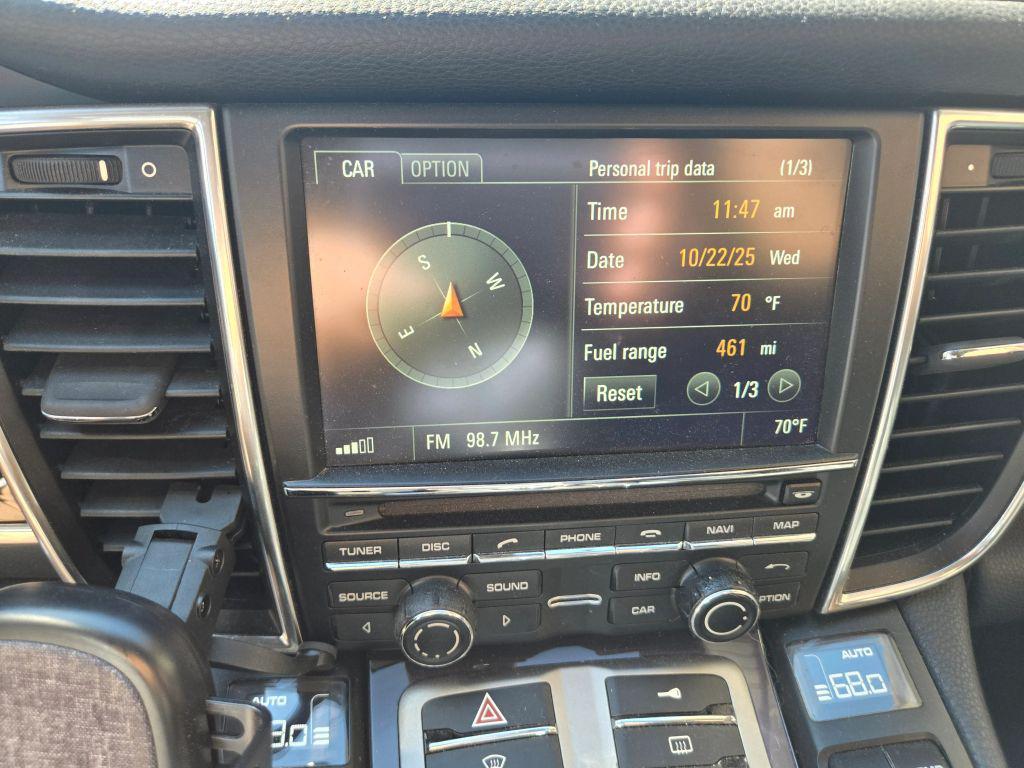 CAR OPTION Personal trip data (1/3)
Time 11:47 am
Date 10/22/25 Wed
Temperature 70 °F
Fuel range 461 mi
Reset 1/3
S
W
E
N
FM 98.7 MHz 70°F
TUNER DISC PHONE NAVI MAP
SOURCE SOUND INFO
CAR OPTION
AUTO
68.0
AUTO